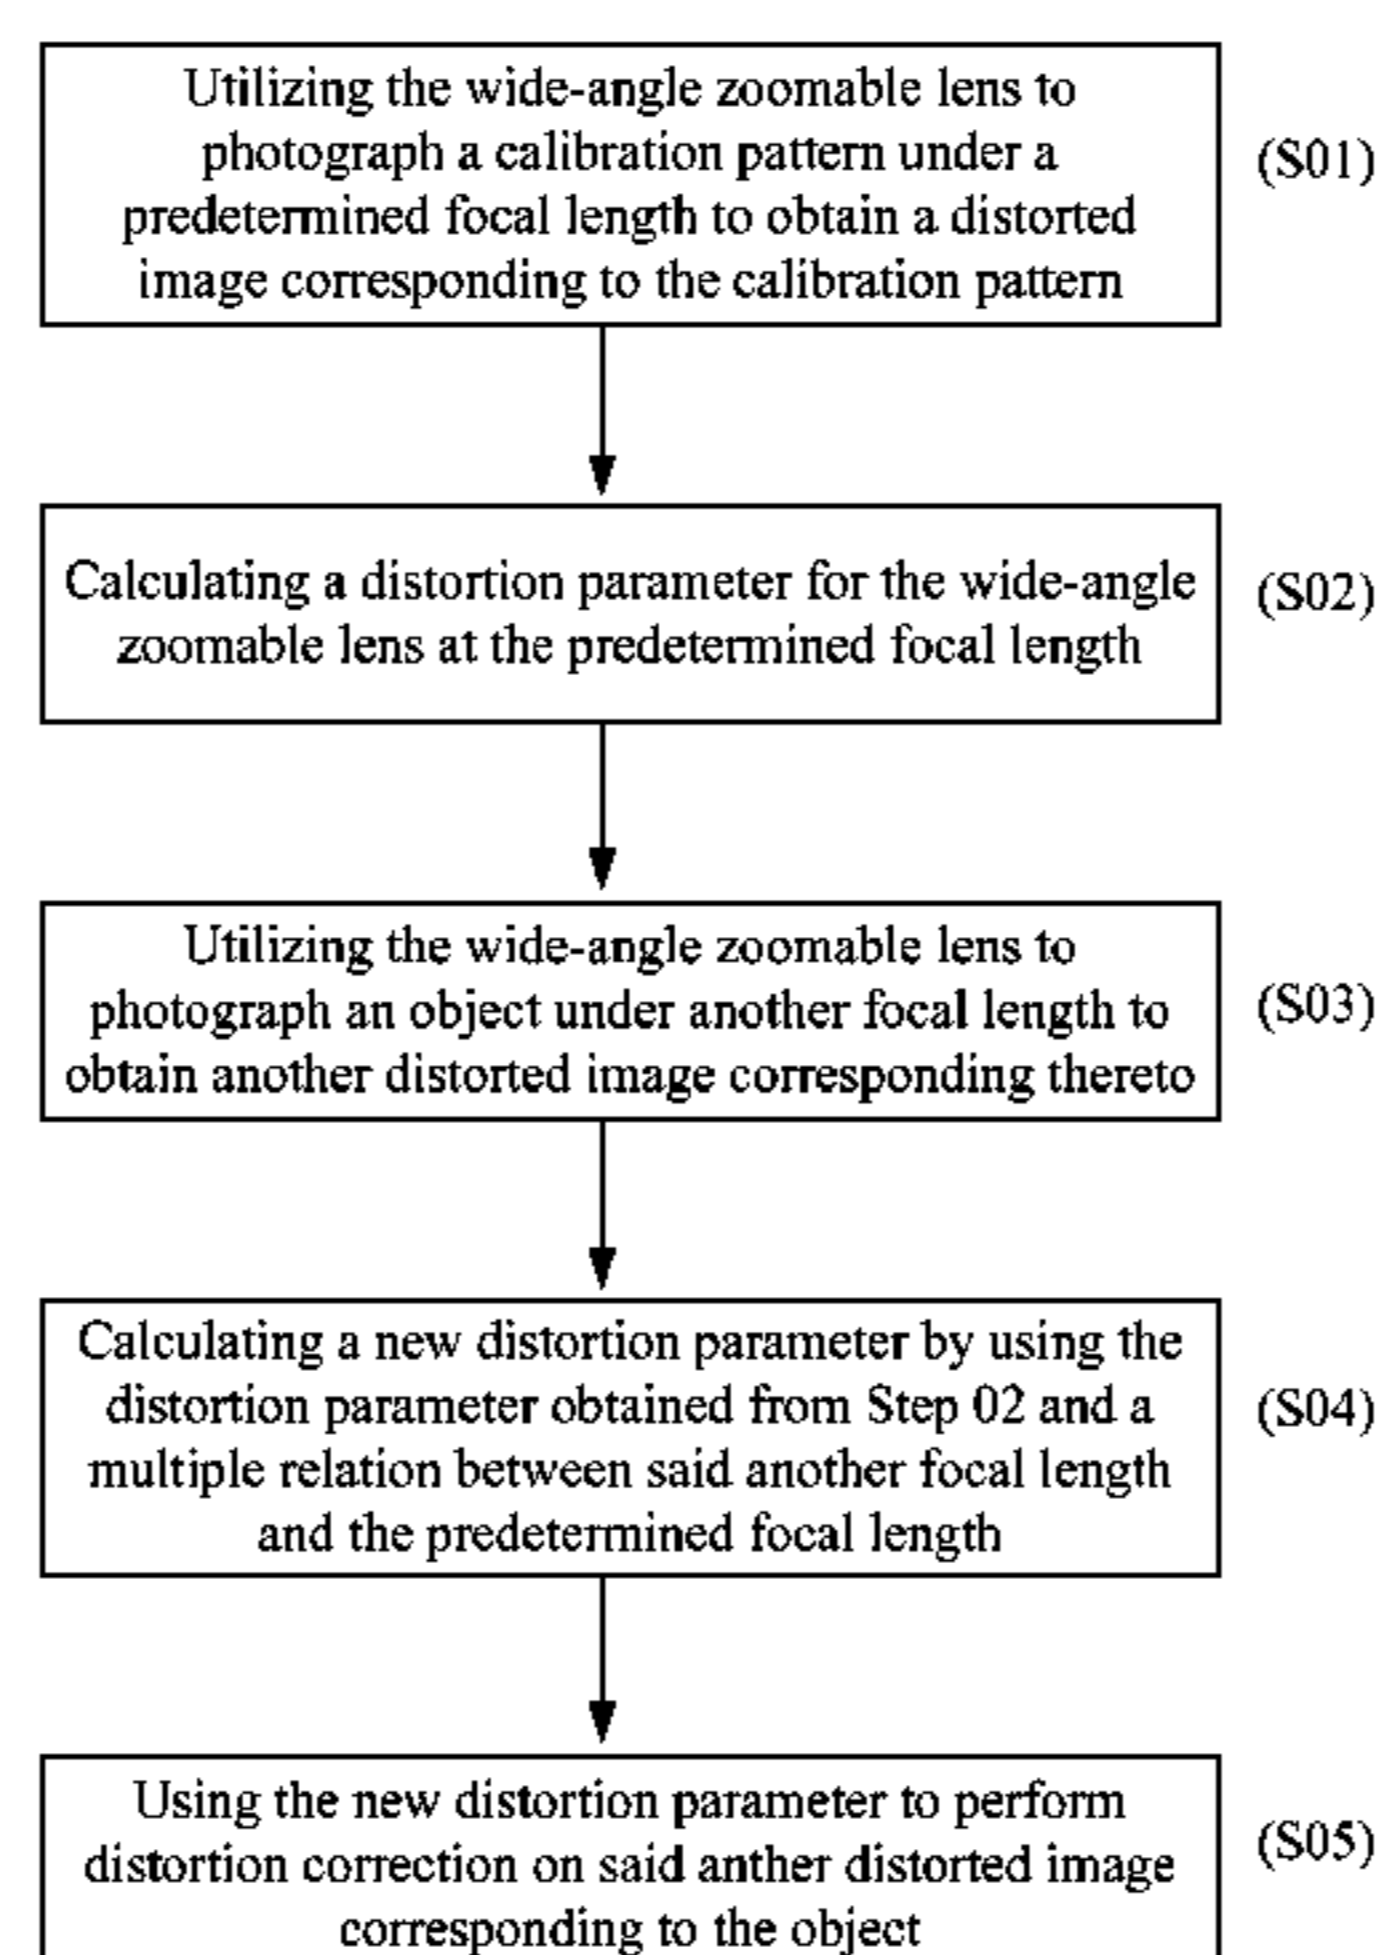 Utilizing the wide-angle zoomable lens to
photograph a calibration pattern under a
predetermined focal length to obtain a distorted
image corresponding to the calibration pattern
(S01)
Calculating a distortion parameter for the wide-angle
zoomable lens at the predetermined focal length
(S02)
Utilizing the wide-angle zoomable lens to
photograph an object under another focal length to
obtain another distorted image corresponding thereto
(S03)
Calculating a new distortion parameter by using the
distortion parameter obtained from Step 02 and a
multiple relation between said another focal length
and the predetermined focal length
(S04)
Using the new distortion parameter to perform
distortion correction on said anther distorted image
corresponding to the object
(S05)